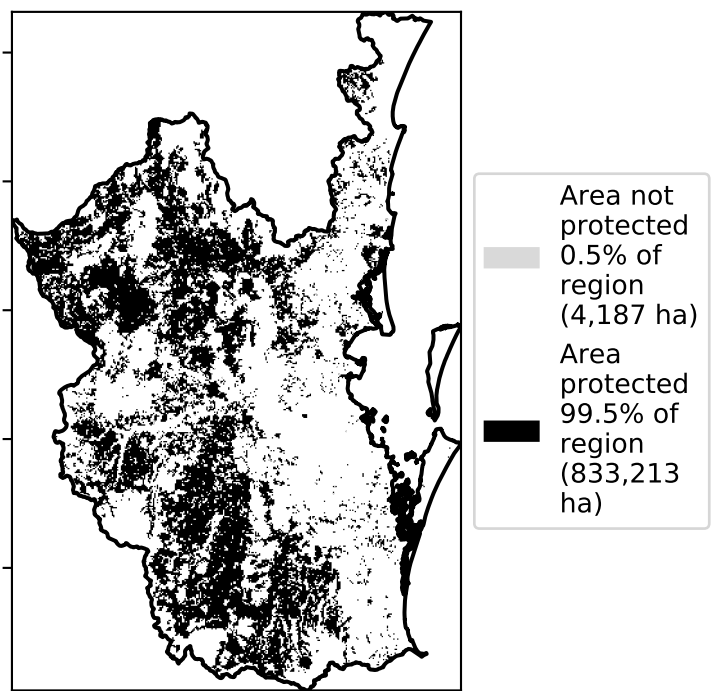 Area not
protected
0.5% of
region
(4,187 ha)
Area
protected
99.5% of
region
(833,213
ha)